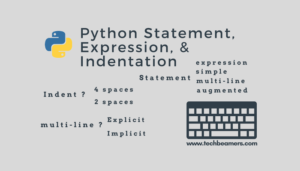 Python Statement,
Expression, &
Indentation
expression
simple
Statement
multi-line
augmented
Indent ?
4 spaces
2 spaces
multi-line ?
Explicit
Implicit
www.techbeamers.com